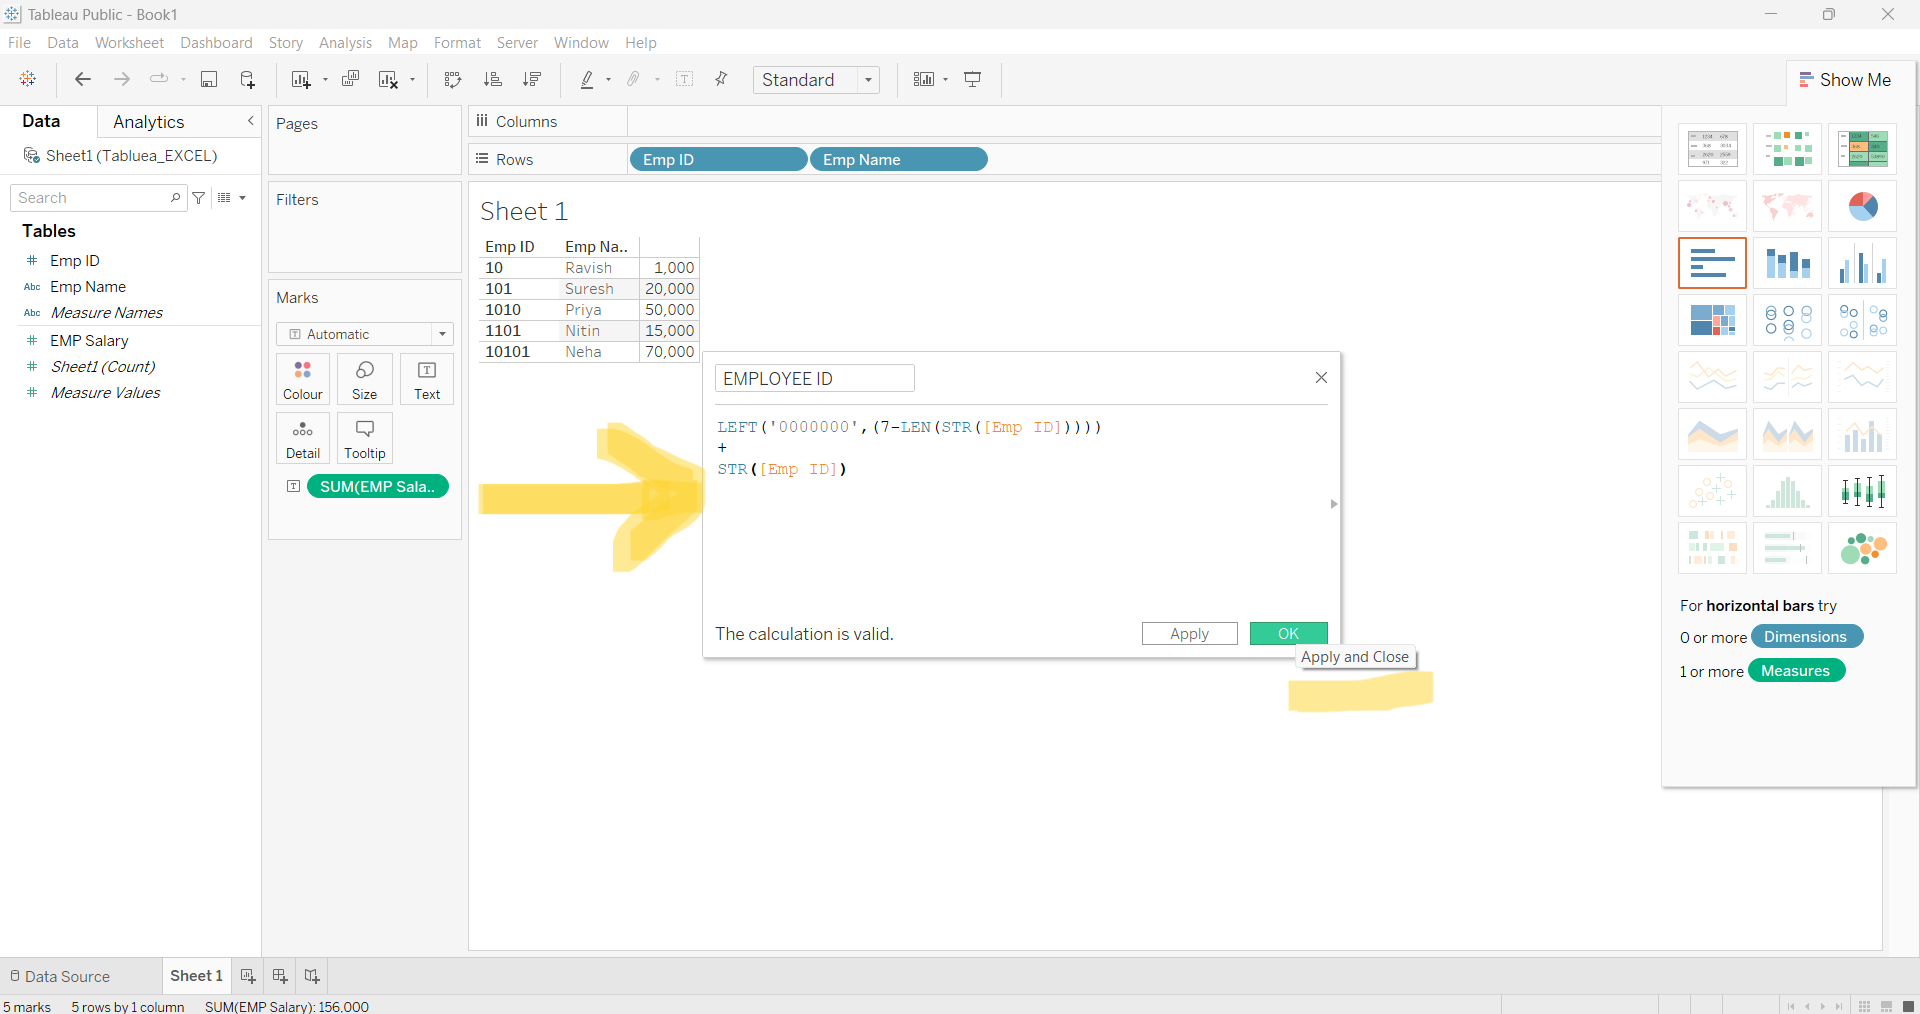 Tableau Public - Book1
File Data Worksheet Dashboard Story Analysis Map Format Server Window Help
Standard
Show Me
Data Analytics
Sheet1 (Tabluea_EXCEL)
Search
Tables
Emp ID
Abc Emp Name
Abc Measure Names
EMP Salary
Sheet1 (Count)
Measure Values
Pages
Filters
Marks
Automatic
Colour Size Text
Detail Tooltip
SUM(EMP Sala..
Columns
Rows Emp ID Emp Name
Sheet 1
Emp ID Emp Na..
10 Ravish 1,000
101 Suresh 20,000
1010 Priya 50,000
1101 Nitin 15,000
10101 Neha 70,000
EMPLOYEE ID
LEFT('0000000',(7-LEN(STR([Emp ID]))))
+
STR([Emp ID])
The calculation is valid.
Apply OK
Apply and Close
For horizontal bars try
0 or more Dimensions
1 or more Measures
Data Source Sheet 1
5 marks 5 rows by 1 column SUM(EMP Salary): 156,000